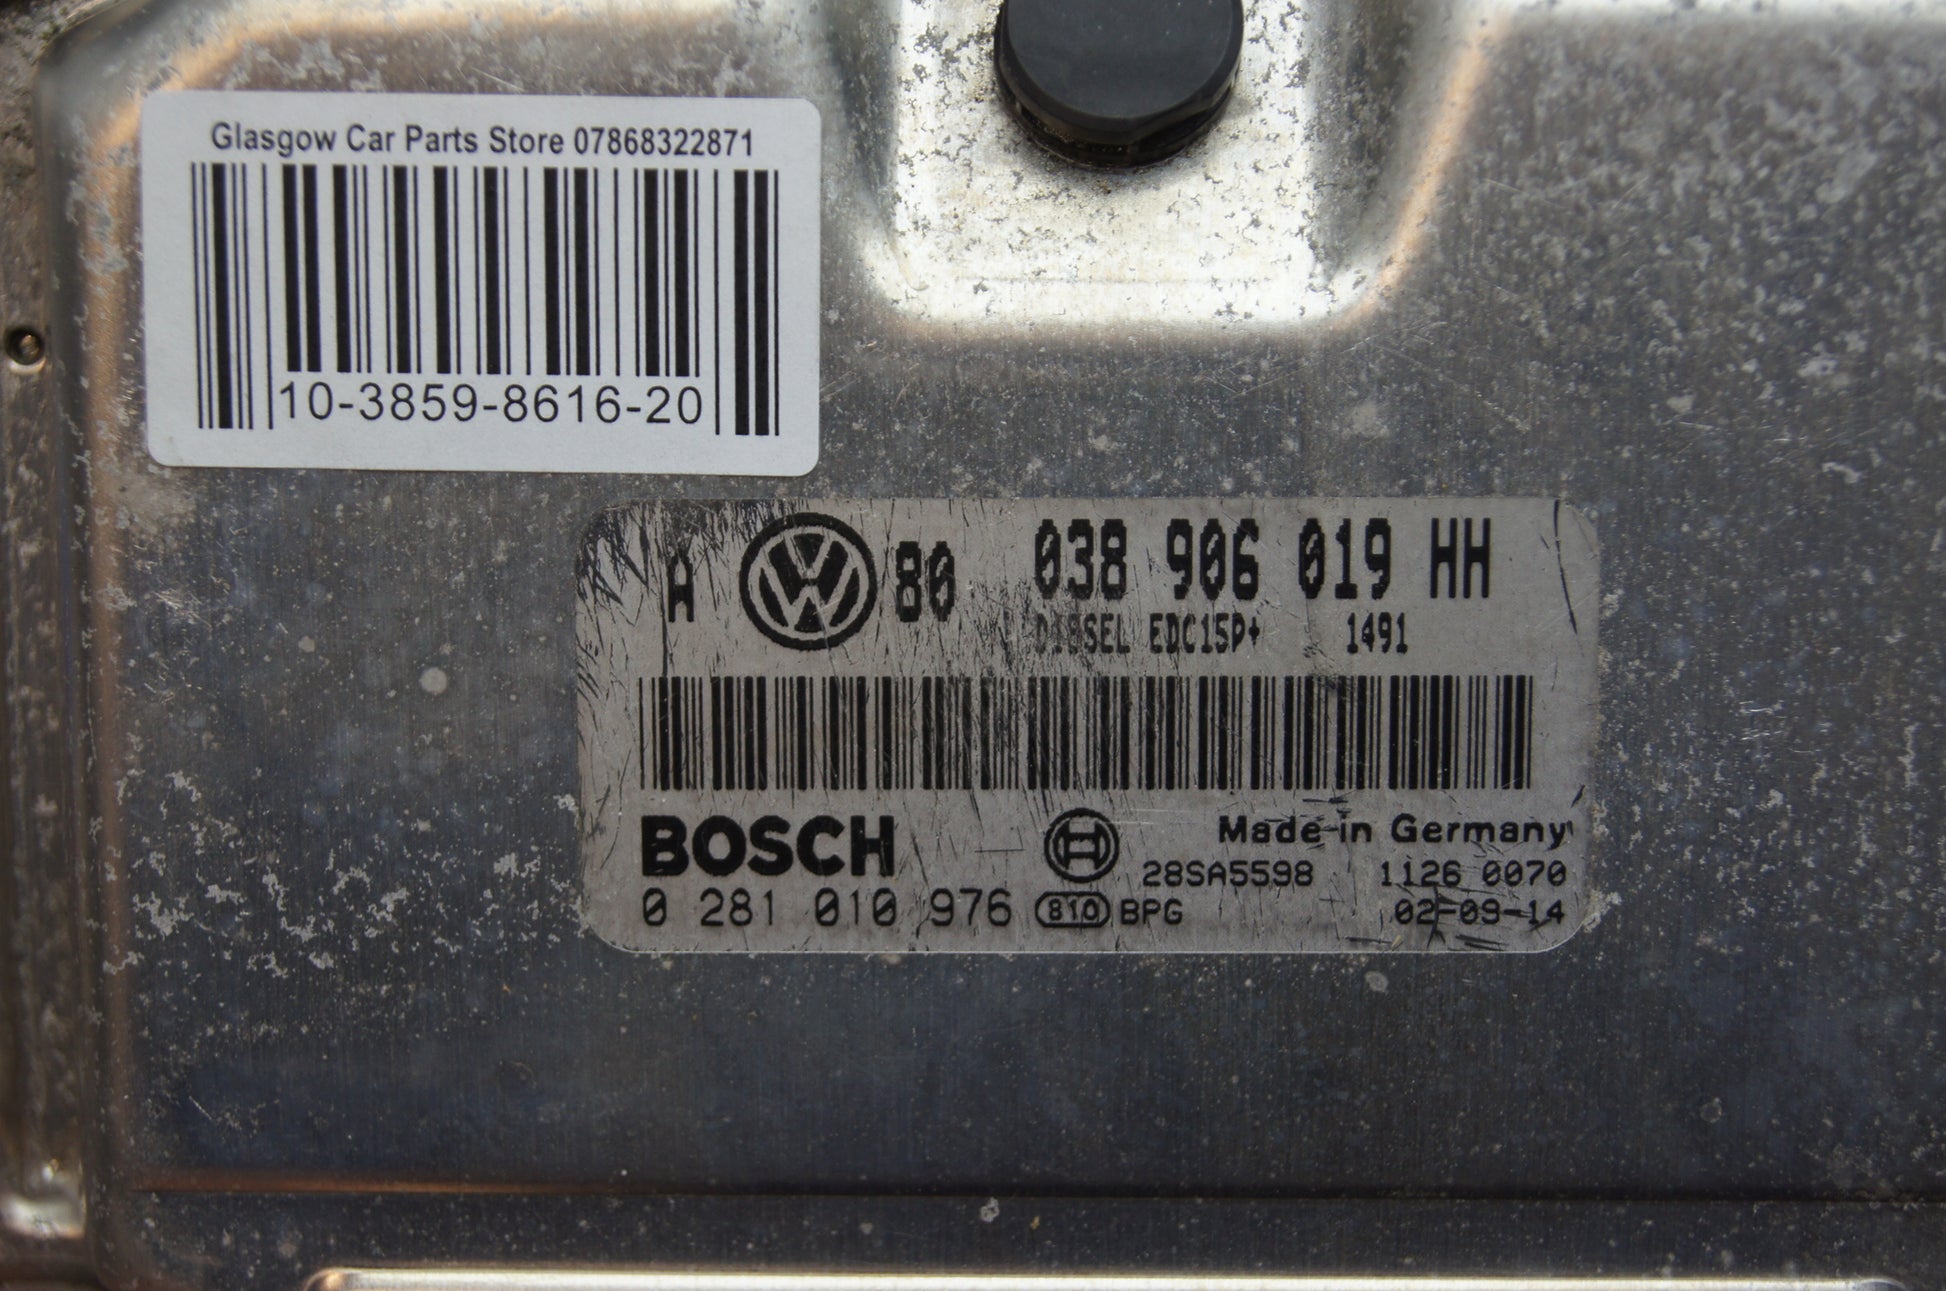 Glasgow Car Parts Store 07868322871
10-3859-8616-20
A VW 80 038 906 019 HH
DIESEL EDC15P+ 1491
BOSCH Made in Germany
28SA5598 1126 0070
0 281 010 976 810 BPG 02-09-14